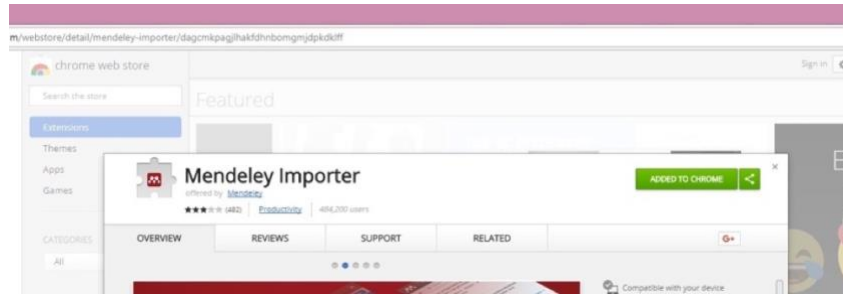 m/webstore/detail/mendeley-importer/dagcmkpagjlhakfdhnbomgmjdpkdklff
chrome web store
Sign in
Search the store
Featured
Extensions
Themes
Apps
Games
CATEGORIES
All
Mendeley Importer
offered by Mendeley
(482) Productivity 484,200 users
ADDED TO CHROME
OVERVIEW REVIEWS SUPPORT RELATED
G+
Compatible with your device